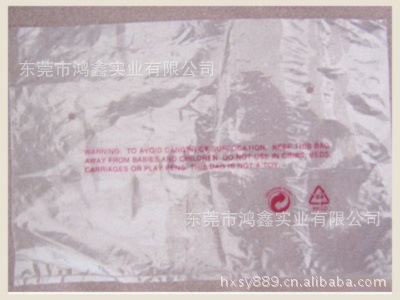 东莞市鸿鑫实业有限公司
WARNING: TO AVOID DANGER OF SUFFOCATION, KEEP THIS BAG
AWAY FROM BABIES AND CHILDREN. DO NOT USE IN CRIBS, BEDS,
CARRIAGES OR PLAY PENS. THIS BAG IS NOT A TOY.
东莞市鸿鑫实业有限公司
hxsy889.cn.alibaba.com